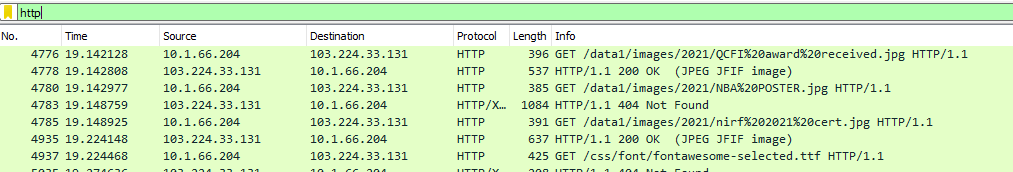 http
No. Time Source Destination Protocol Length Info
4776 19.142128 10.1.66.204 103.224.33.131 HTTP 396 GET /data1/images/2021/QCFI%20award%20received.jpg HTTP/1.1
4778 19.142808 103.224.33.131 10.1.66.204 HTTP 537 HTTP/1.1 200 OK (JPEG JFIF image)
4780 19.142977 10.1.66.204 103.224.33.131 HTTP 385 GET /data1/images/2021/NBA%20POSTER.jpg HTTP/1.1
4783 19.148759 103.224.33.131 10.1.66.204 HTTP/X… 1084 HTTP/1.1 404 Not Found
4785 19.148925 10.1.66.204 103.224.33.131 HTTP 391 GET /data1/images/2021/nirf%202021%20cert.jpg HTTP/1.1
4935 19.224148 103.224.33.131 10.1.66.204 HTTP 637 HTTP/1.1 200 OK (JPEG JFIF image)
4937 19.224468 10.1.66.204 103.224.33.131 HTTP 425 GET /css/font/fontawesome-selected.ttf HTTP/1.1